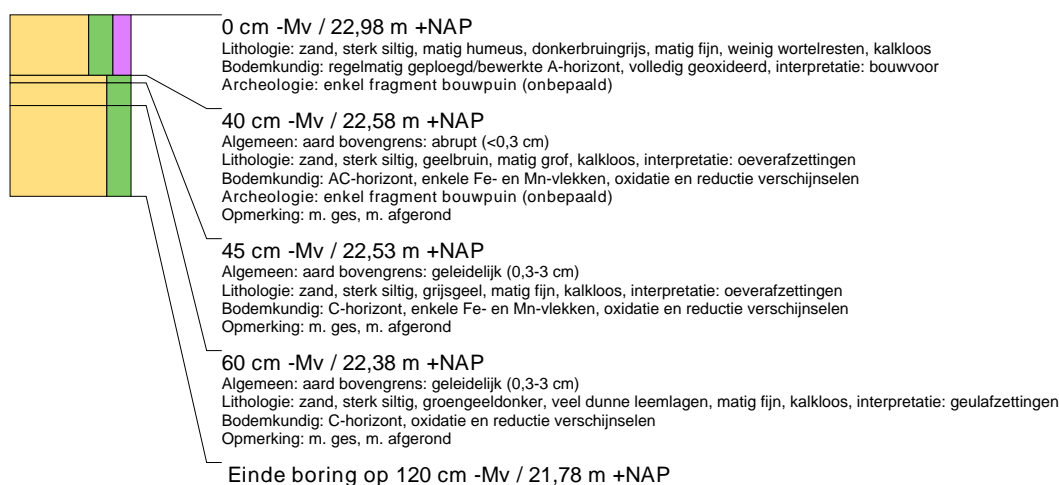 0 cm -Mv / 22,98 m +NAP
Lithologie: zand, sterk siltig, matig humeus, donkerbruingrijs, matig fijn, weinig wortelresten, kalkloos
Bodemkundig: regelmatig geploegd/bewerkte A-horizont, volledig geoxideerd, interpretatie: bouwvoor
Archeologie: enkel fragment bouwpuin (onbepaald)
40 cm -Mv / 22,58 m +NAP
Algemeen: aard bovengrens: abrupt (<0,3 cm)
Lithologie: zand, sterk siltig, geelbruin, matig grof, kalkloos, interpretatie: oeverafzettingen
Bodemkundig: AC-horizont, enkele Fe- en Mn-vlekken, oxidatie en reductie verschijnselen
Archeologie: enkel fragment bouwpuin (onbepaald)
Opmerking: m. ges, m. afgerond
45 cm -Mv / 22,53 m +NAP
Algemeen: aard bovengrens: geleidelijk (0,3-3 cm)
Lithologie: zand, sterk siltig, grijsgeel, matig fijn, kalkloos, interpretatie: oeverafzettingen
Bodemkundig: C-horizont, enkele Fe- en Mn-vlekken, oxidatie en reductie verschijnselen
Opmerking: m. ges, m. afgerond
60 cm -Mv / 22,38 m +NAP
Algemeen: aard bovengrens: geleidelijk (0,3-3 cm)
Lithologie: zand, sterk siltig, groengeeldonker, veel dunne leemlagen, matig fijn, kalkloos, interpretatie: geulafzettingen
Bodemkundig: C-horizont, oxidatie en reductie verschijnselen
Opmerking: m. ges, m. afgerond
Einde boring op 120 cm -Mv / 21,78 m +NAP